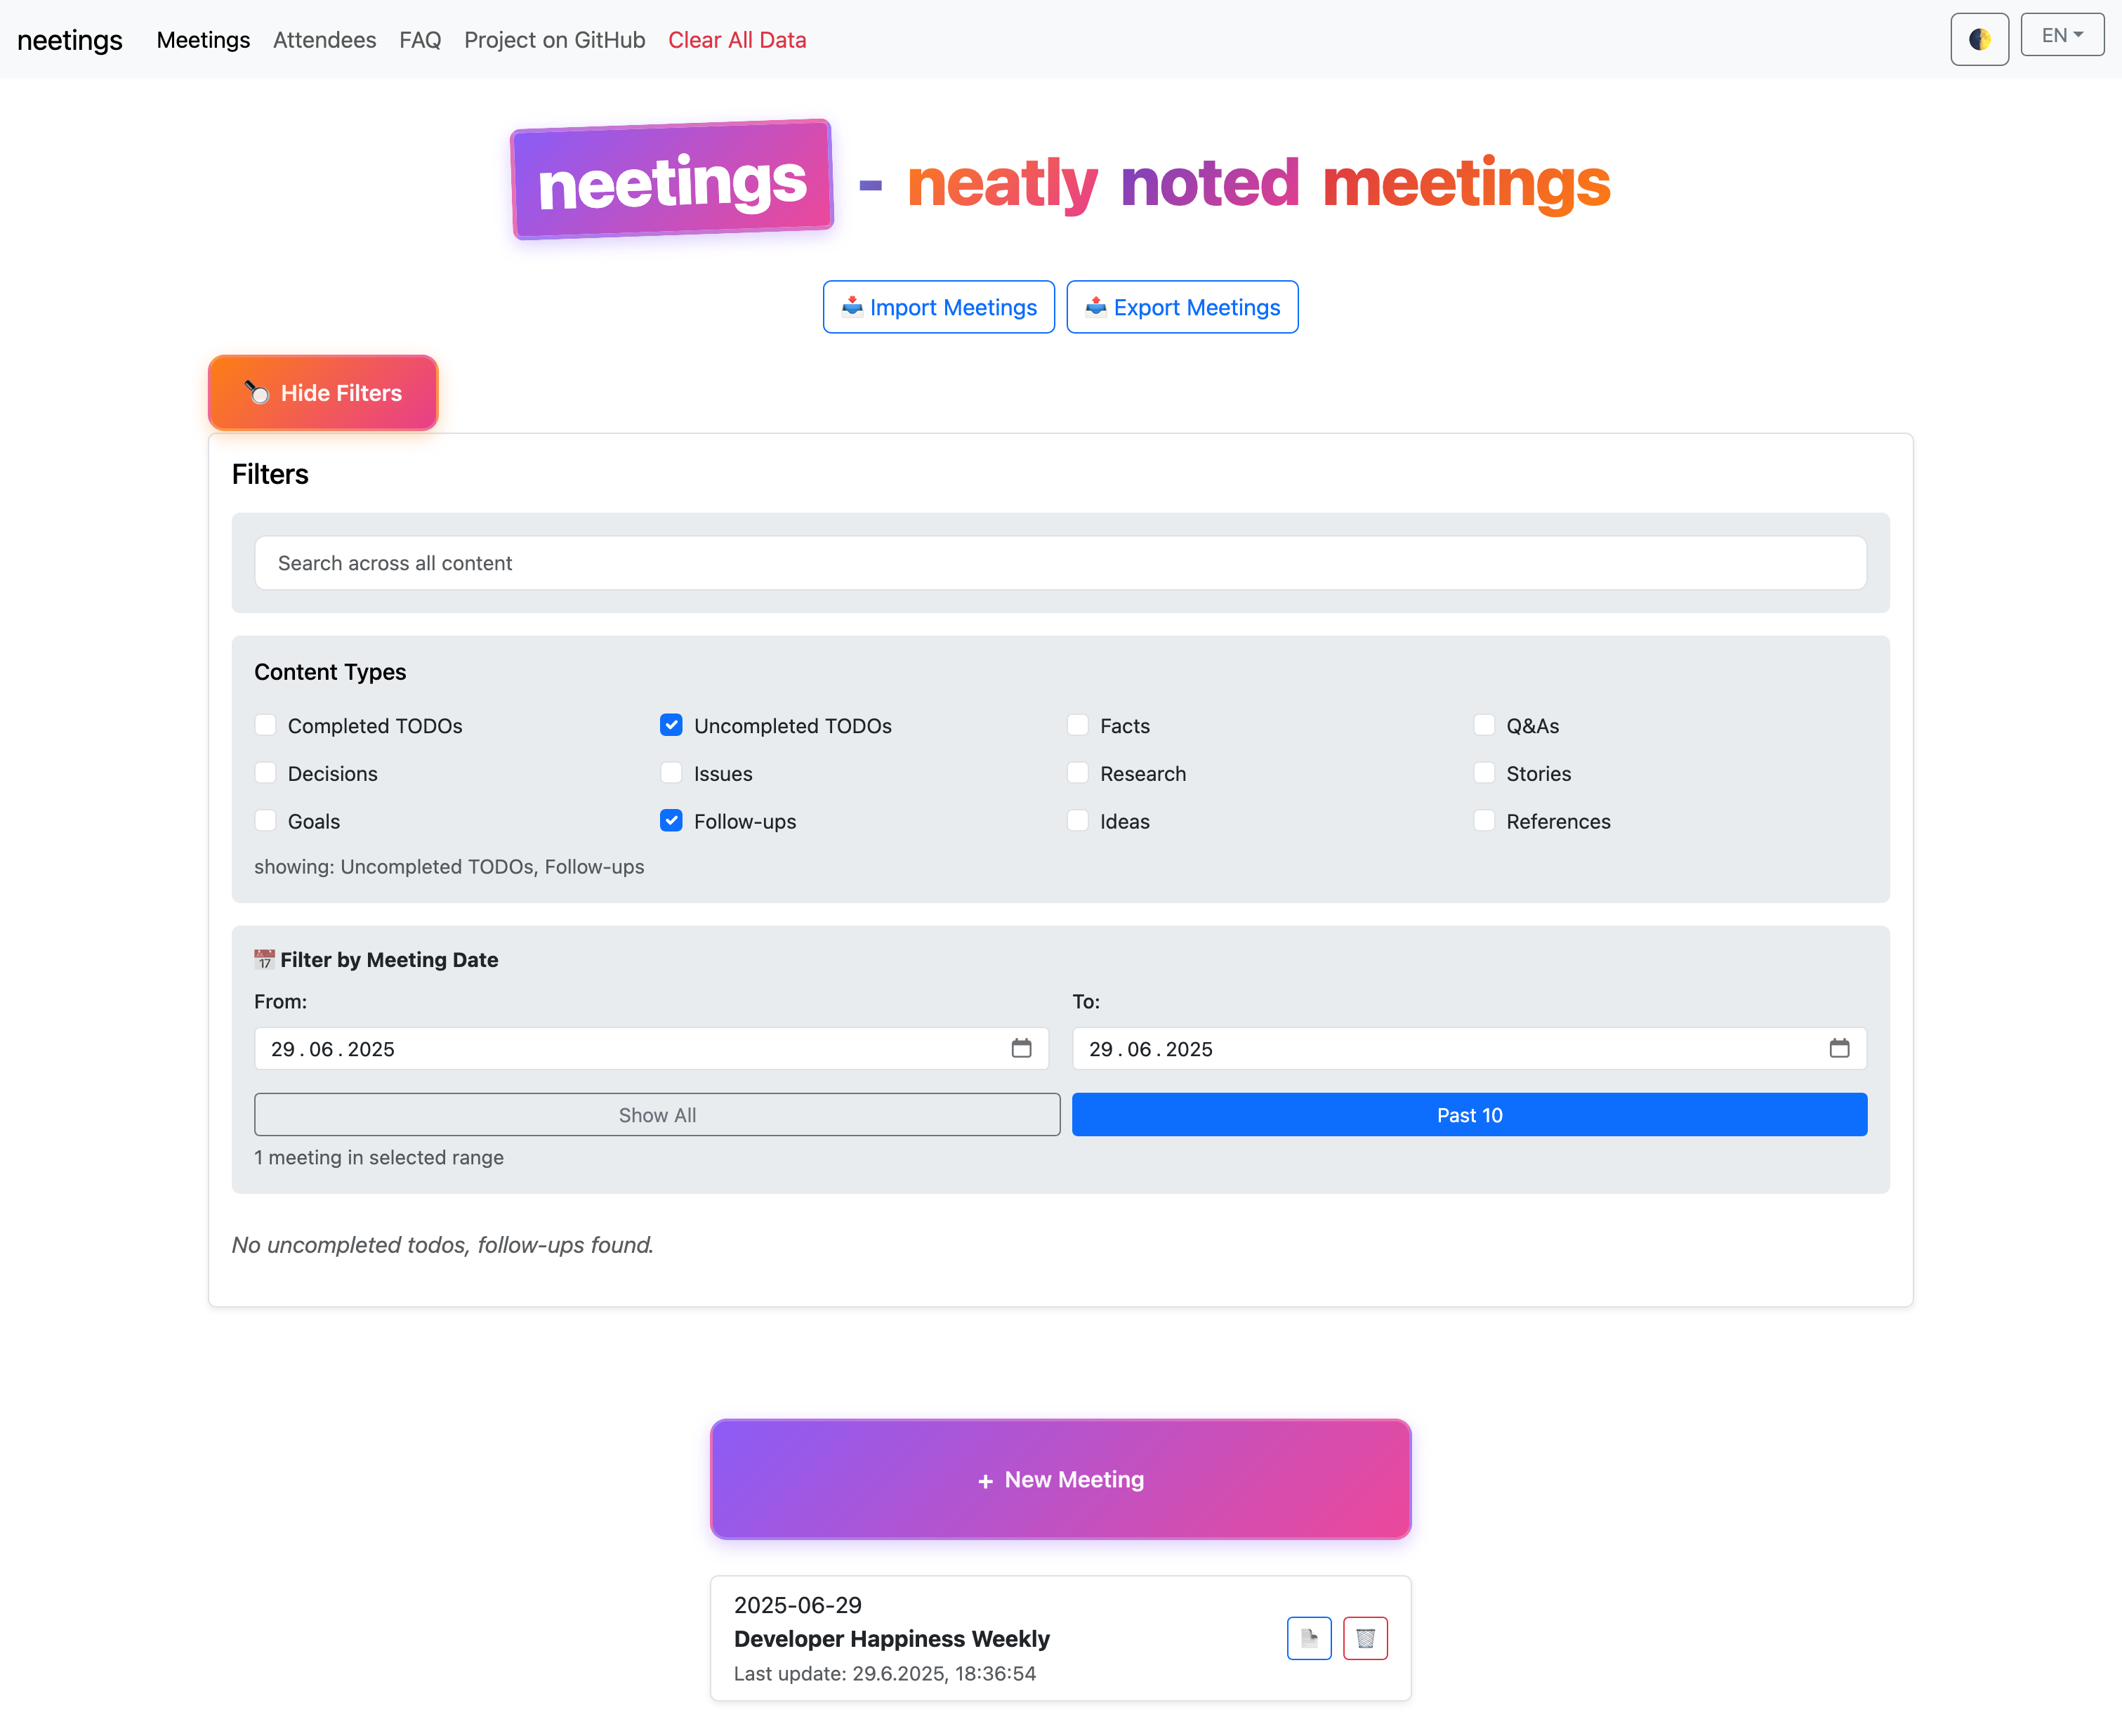 neetings Meetings Attendees FAQ Project on GitHub Clear All Data EN
neetings - neatly noted meetings
Import Meetings Export Meetings
Hide Filters
Filters
Search across all content
Content Types
Completed TODOs Uncompleted TODOs Facts Q&As
Decisions Issues Research Stories
Goals Follow-ups Ideas References
showing: Uncompleted TODOs, Follow-ups
17 Filter by Meeting Date
From: To:
29.06.2025 29.06.2025
Show All Past 10
1 meeting in selected range
No uncompleted todos, follow-ups found.
+ New Meeting
2025-06-29
Developer Happiness Weekly
Last update: 29.6.2025, 18:36:54